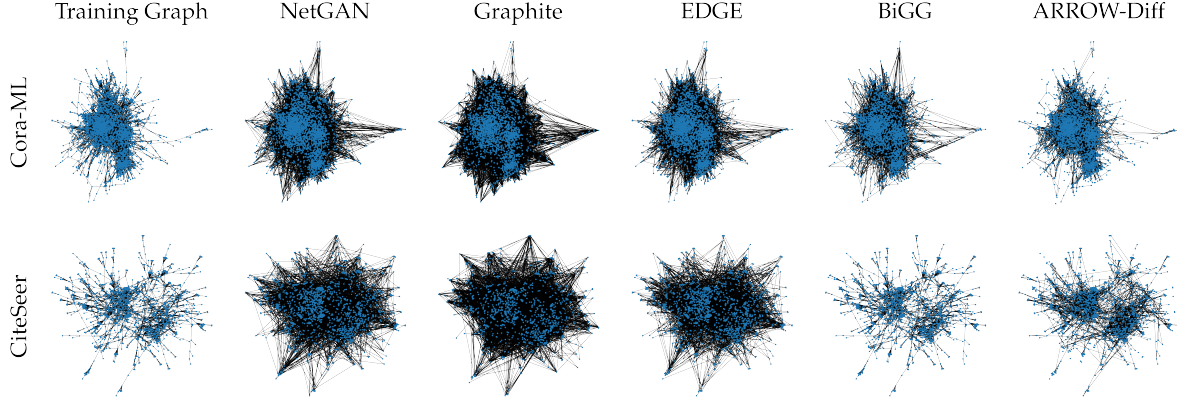 Training Graph NetGAN Graphite EDGE BiGG ARROW-Diff
Cora-ML
CiteSeer